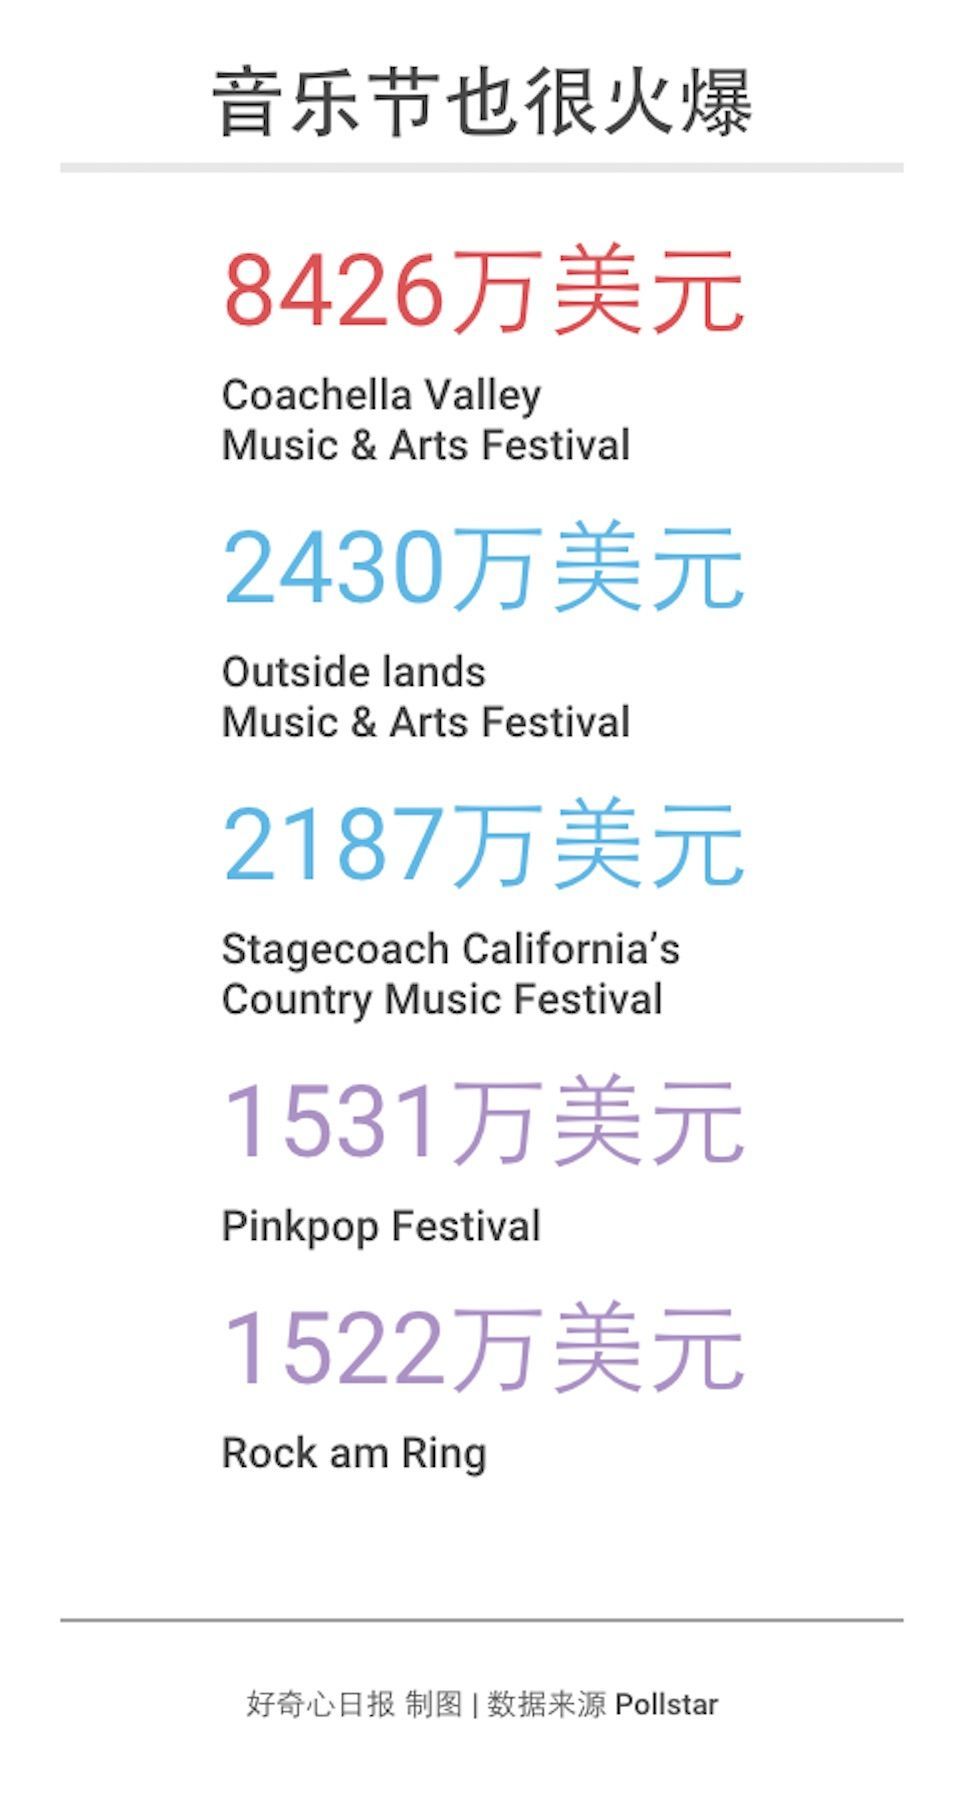 音乐节也很火爆
8426万美元
Coachella Valley
Music & Arts Festival
2430万美元
Outside lands
Music & Arts Festival
2187万美元
Stagecoach California’s
Country Music Festival
1531万美元
Pinkpop Festival
1522万美元
Rock am Ring
好奇心日报 制图 | 数据来源 Pollstar